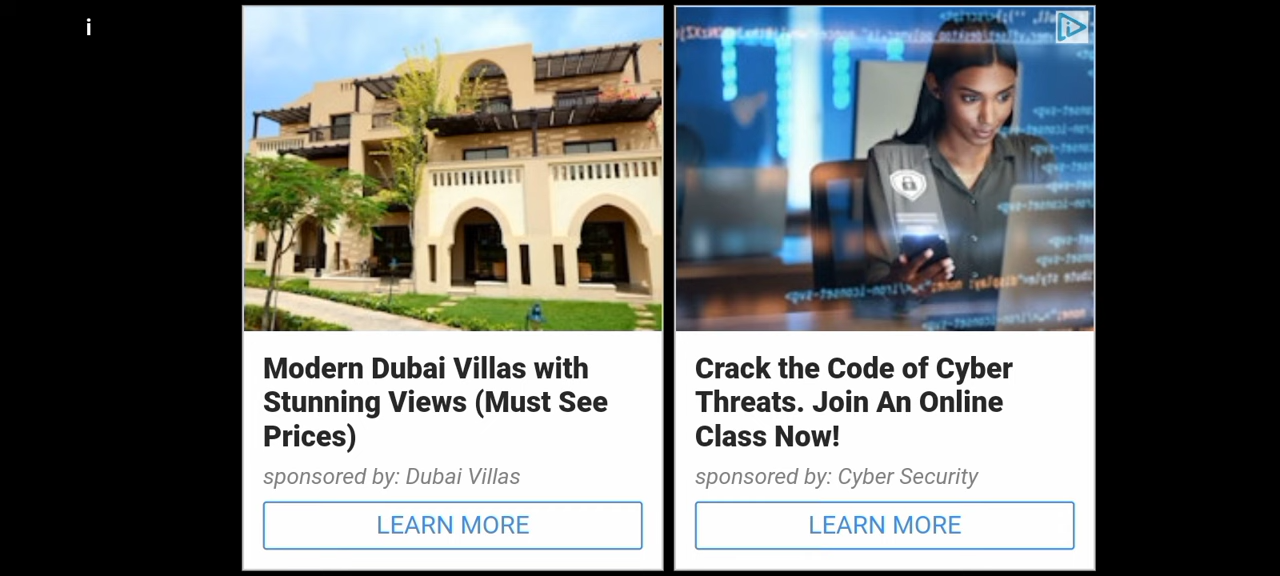 i
Modern Dubai Villas with
Stunning Views (Must See
Prices)
sponsored by: Dubai Villas
LEARN MORE
Crack the Code of Cyber
Threats. Join An Online
Class Now!
sponsored by: Cyber Security
LEARN MORE